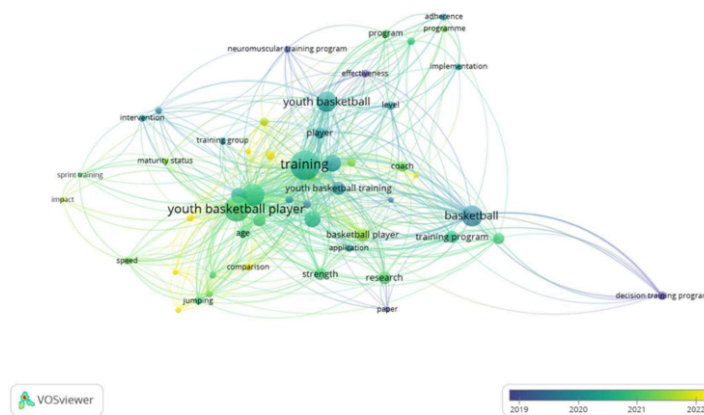 adherence
programme
program
neuromuscular training program
implementation
effectiveness
youth basketball
level
intervention
player
training group
maturity status
training
coach
sprint training
youth basketball training
impact
youth basketball player
basketball
age
basketball player
training program
application
speed
comparison
strength
research
decision training program
jumping
paper
VOSviewer
2019 2020 2021 2022